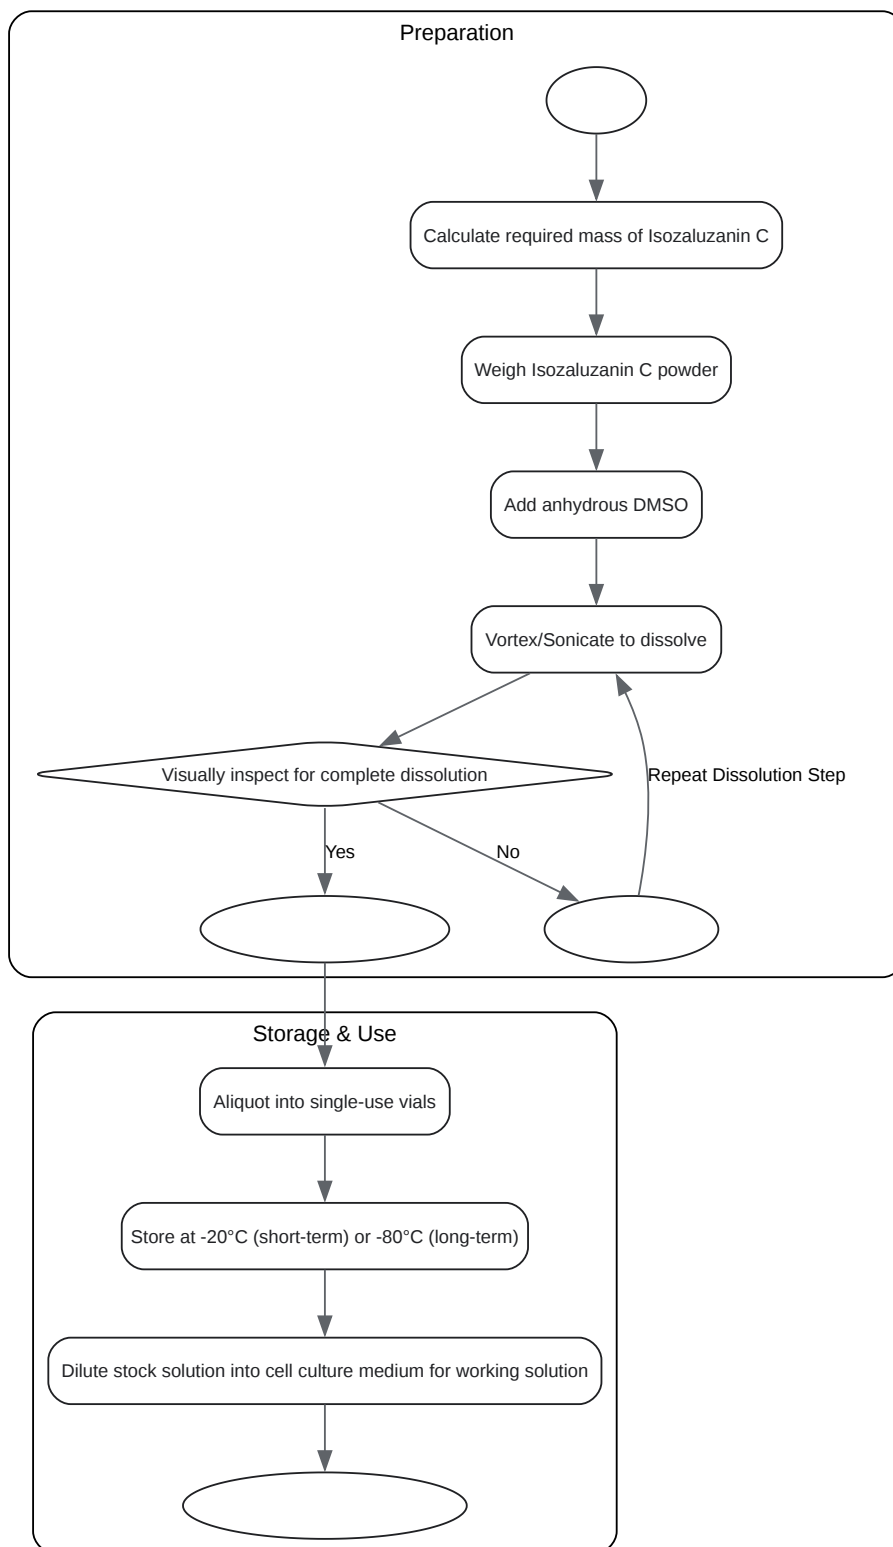 Preparation
Calculate required mass of Isozaluzanin C
Weigh Isozaluzanin C powder
Add anhydrous DMSO
Vortex/Sonicate to dissolve
Visually inspect for complete dissolution
Repeat Dissolution Step
Yes
No
Storage & Use
Aliquot into single-use vials
Store at -20°C (short-term) or -80°C (long-term)
Dilute stock solution into cell culture medium for working solution